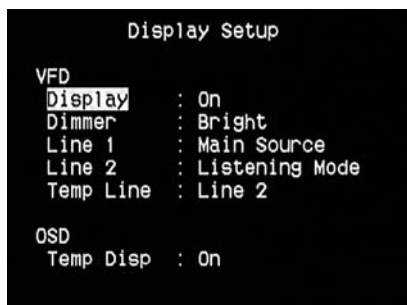 Display Setup
VFD
Display : On
Dimmer : Bright
Line 1 : Main Source
Line 2 : Listening Mode
Temp Line : Line 2
OSD
Temp Disp : On